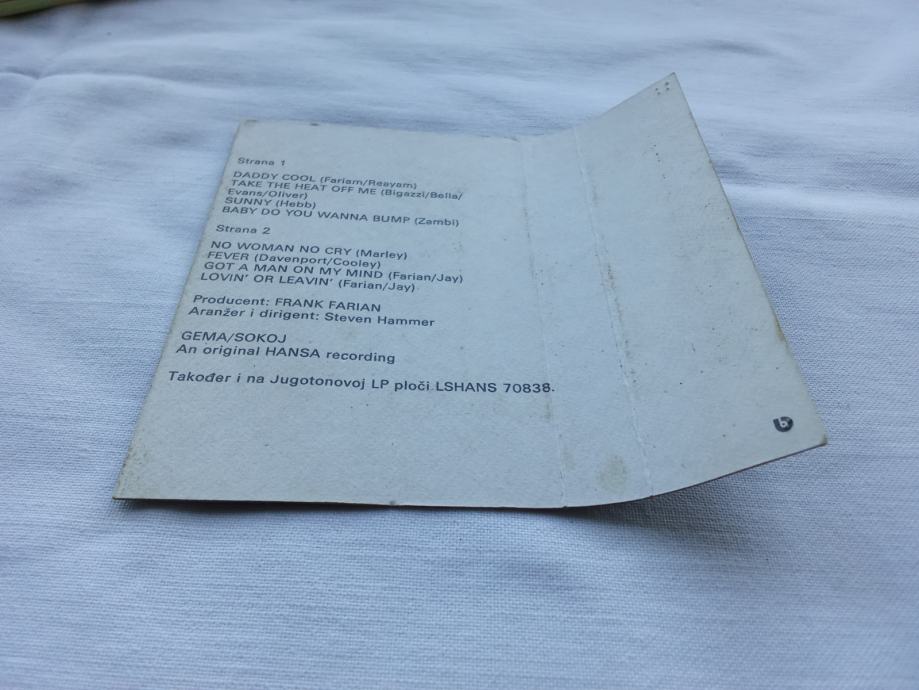 Strana 1
DADDY COOL (Fariam/Reayam)
TAKE THE HEAT OFF ME (Bigazzi/Bella/
Evans/Oliver)
SUNNY (Hebb)
BABY DO YOU WANNA BUMP (Zambi)
Strana 2
NO WOMAN NO CRY (Marley)
FEVER (Davenport/Cooley)
GOT A MAN ON MY MIND (Farian/Jay)
LOVIN' OR LEAVIN' (Farian/Jay)
Producent: FRANK FARIAN
Aranžer i dirigent: Steven Hammer
GEMA/SOKOJ
An original HANSA recording
Također i na Jugotonovoj LP ploči LSHANS 70838.